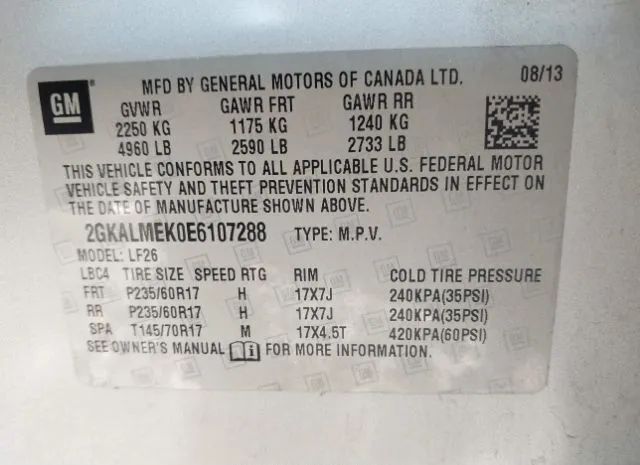 GM
MFD BY GENERAL MOTORS OF CANADA LTD. 08/13
GVWR GAWR FRT GAWR RR
2250 KG 1175 KG 1240 KG
4960 LB 2590 LB 2733 LB
THIS VEHICLE CONFORMS TO ALL APPLICABLE U.S. FEDERAL MOTOR
VEHICLE SAFETY AND THEFT PREVENTION STANDARDS IN EFFECT ON
THE DATE OF MANUFACTURE SHOWN ABOVE.
2GKALMEK0E6107288 TYPE: M.P.V.
MODEL: LF26
LBC4 TIRE SIZE SPEED RTG RIM COLD TIRE PRESSURE
FRT P235/60R17 H 17X7J 240KPA(35PSI)
RR P235/60R17 H 17X7J 240KPA(35PSI)
SPA T145/70R17 M 17X4.5T 420KPA(60PSI)
SEE OWNER'S MANUAL FOR MORE INFORMATION.